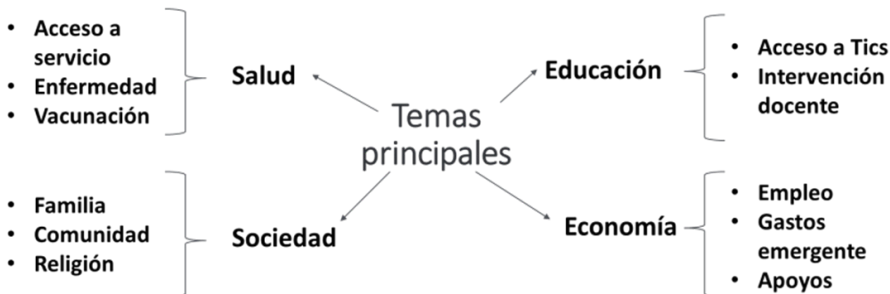 • Acceso a
servicio
• Enfermedad
• Vacunación
Salud
Temas
principales
Educación
• Acceso a Tics
• Intervención
docente
• Familia
• Comunidad
• Religión
Sociedad
Economía
• Empleo
• Gastos
emergente
• Apoyos